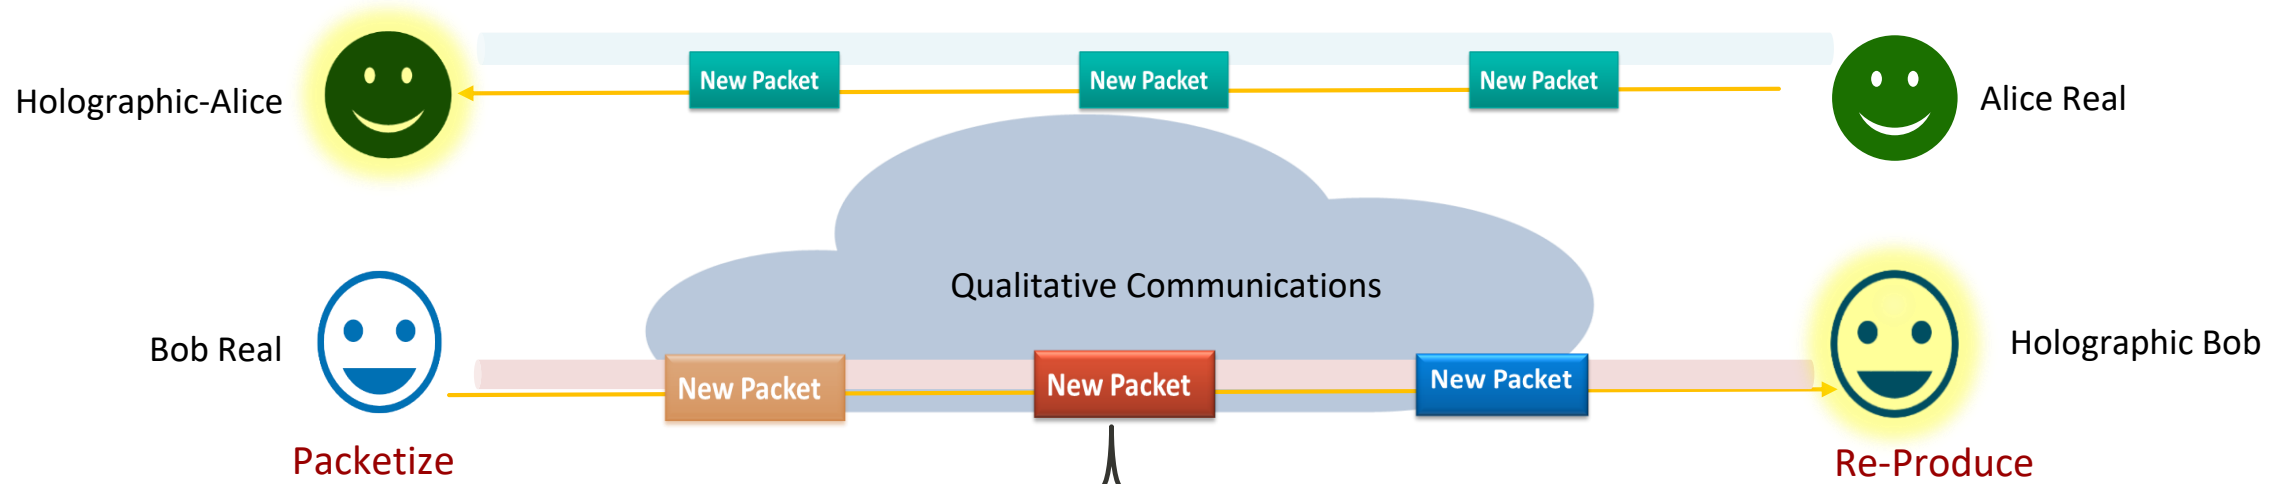 New Packet
New Packet
New Packet
Holographic-Alice
Alice Real
Qualitative Communications
Bob Real
Holographic Bob
New Packet
New Packet
New Packet
Packetize
Re-Produce